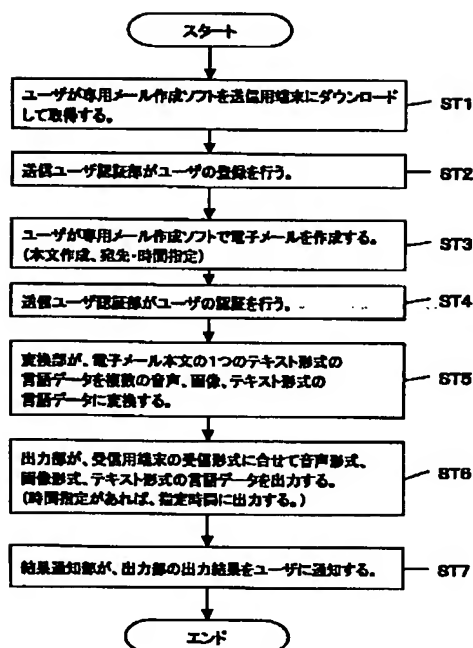 スタート
ユーザが専用メール作成ソフトを送信用端末にダウンロード
して取得する。
ST1
送信ユーザ認証部がユーザの登録を行う。
ST2
ユーザが専用メール作成ソフトで電子メールを作成する。
(本文作成、宛先・時間指定)
ST3
送信ユーザ認証部がユーザの認証を行う。
ST4
変換部が、電子メール本文の1つのテキスト形式の
言語データを複数の音声、画像、テキスト形式の
言語データに変換する。
ST5
出力部が、受信用端末の受信形式に合せて音声形式、
画像形式、テキスト形式の言語データを出力する。
(時間指定があれば、指定時間に出力する。)
ST6
結果通知部が、出力部の出力結果をユーザに通知する。
ST7
エンド